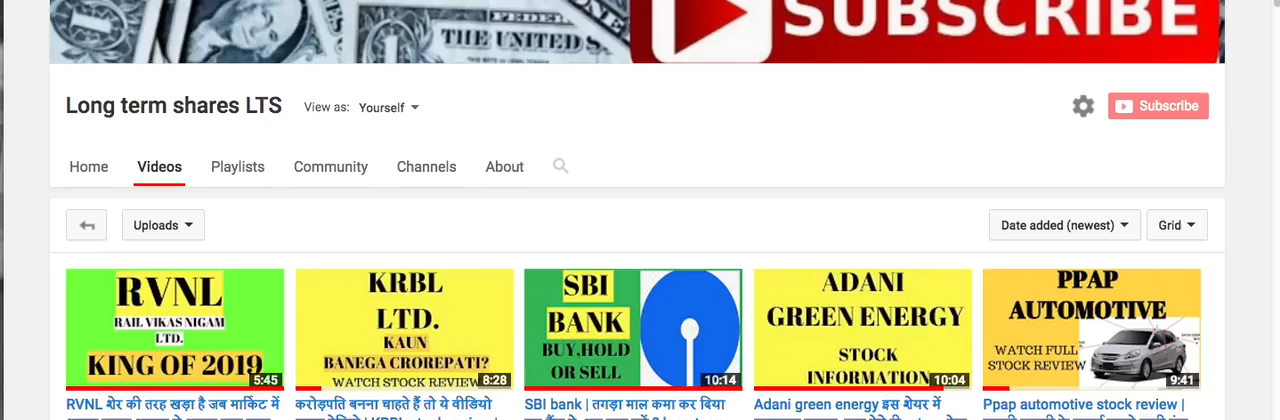 FEDERAL
ONE
THE UNITED S
SUBSCRIBE
Long term shares LTS View as: Yourself Subscribe
Home Videos Playlists Community Channels About
Uploads Date added (newest) Grid
RVNL
RAIL VIKAS NIGAM
LTD.
KING OF 2019
5:45
KRBL
LTD.
KAUN
BANEGA CROREPATI?
WATCH STOCK REVIEW
8:28
SBI
BANK
BUY,HOLD
OR SELL
10:14
ADANI
GREEN ENERGY
STOCK
INFORMATION
10:04
PPAP
AUTOMOTIVE
WATCH FULL
STOCK REVIEW
9:41
RVNL शेर की तरह खड़ा है जब मार्किट में
करोड़पति बनना चाहते हैं तो ये वीडियो
SBI bank | तगड़ा माल कमा कर दिया
Adani green energy इस शेयर में
Ppap automotive stock review |